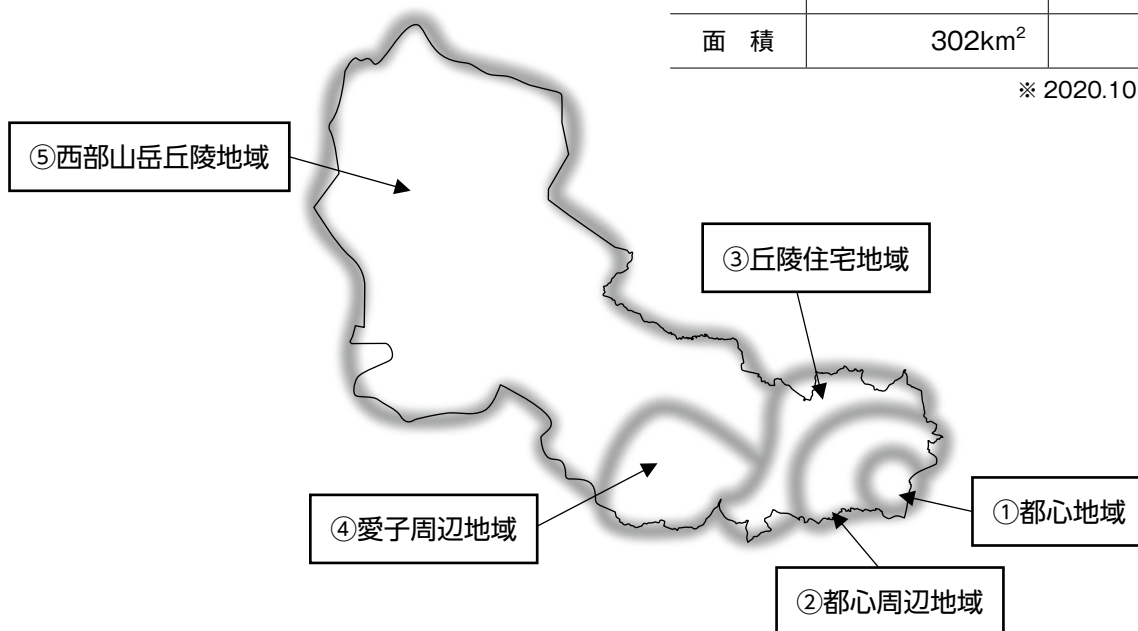 面 積 302km²
※ 2020.10
⑤西部山岳丘陵地域
③丘陵住宅地域
①都心地域
④愛子周辺地域
②都心周辺地域